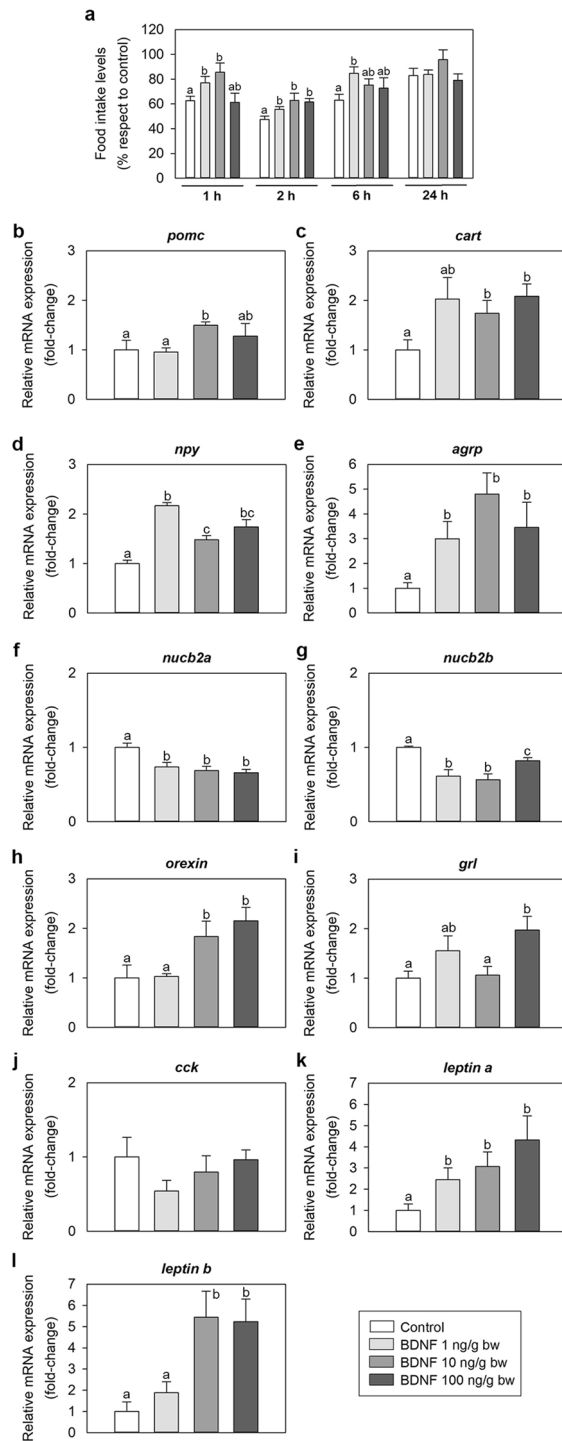 a
Food intake levels
(% respect to control)
120
100
80
60
40
20
0
a b b ab
a b b b
a b ab ab
1 h 2 h 6 h 24 h
b
pomc
Relative mRNA expression
(fold-change)
3
2
1
0
a a b ab
c
cart
Relative mRNA expression
(fold-change)
3
2
1
0
a ab b b
d
npy
Relative mRNA expression
(fold-change)
3
2
1
0
a b c bc
e
agrp
Relative mRNA expression
(fold-change)
6
5
4
3
2
1
0
a b b b
f
nucb2a
Relative mRNA expression
(fold-change)
2
1
0
a b b b
g
nucb2b
Relative mRNA expression
(fold-change)
2
1
0
a b b c
h
orexin
Relative mRNA expression
(fold-change)
3
2
1
0
a a b b
i
grl
Relative mRNA expression
(fold-change)
3
2
1
0
a ab a b
j
cck
Relative mRNA expression
(fold-change)
2
1
0
k
leptin a
Relative mRNA expression
(fold-change)
7
6
5
4
3
2
1
0
a b b b
l
leptin b
Relative mRNA expression
(fold-change)
7
6
5
4
3
2
1
0
a a b b
Control
BDNF 1 ng/g bw
BDNF 10 ng/g bw
BDNF 100 ng/g bw